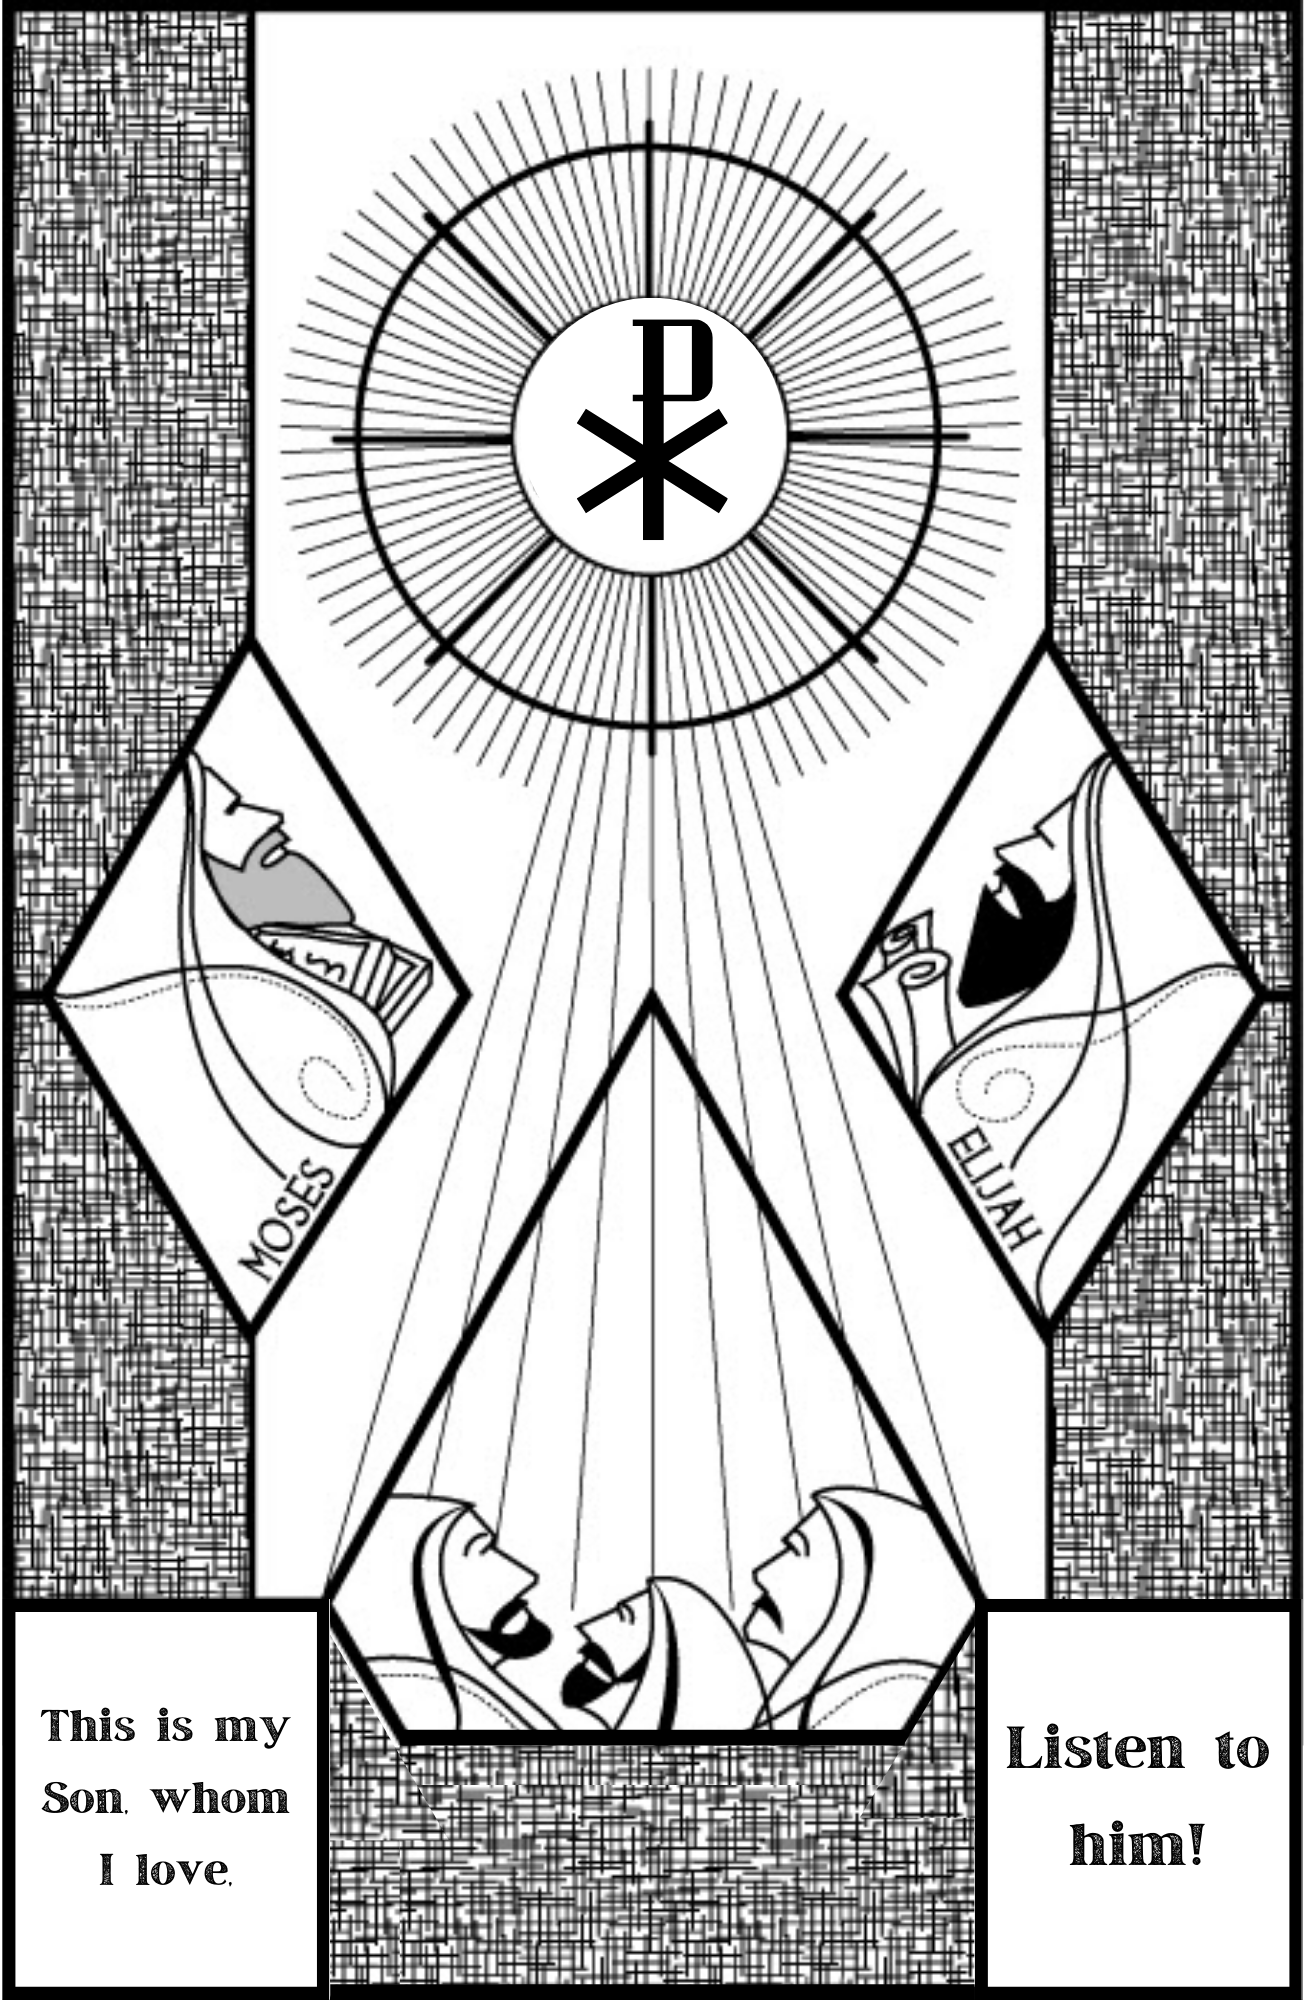 MOSES
ELIJAH
This is my
Son, whom
I love.
Listen to
him!